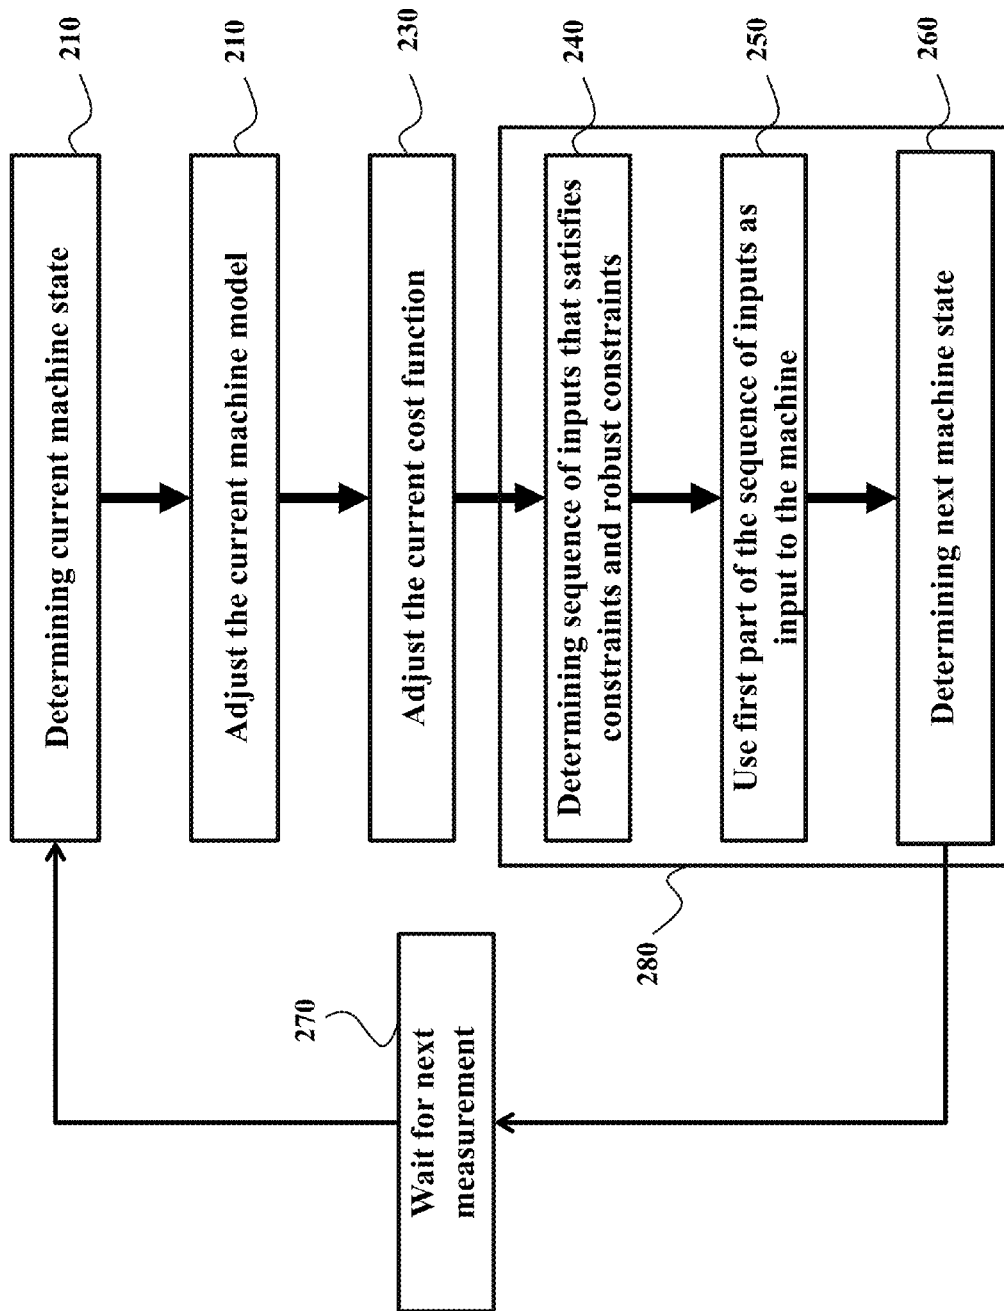 210
Determining current machine state
210
Adjust the current machine model
230
Adjust the current cost function
240
Determining sequence of inputs that satisfies
constraints and robust constraints
250
Use first part of the sequence of inputs as
input to the machine
260
Determining next machine state
280
270
Wait for next
measurement